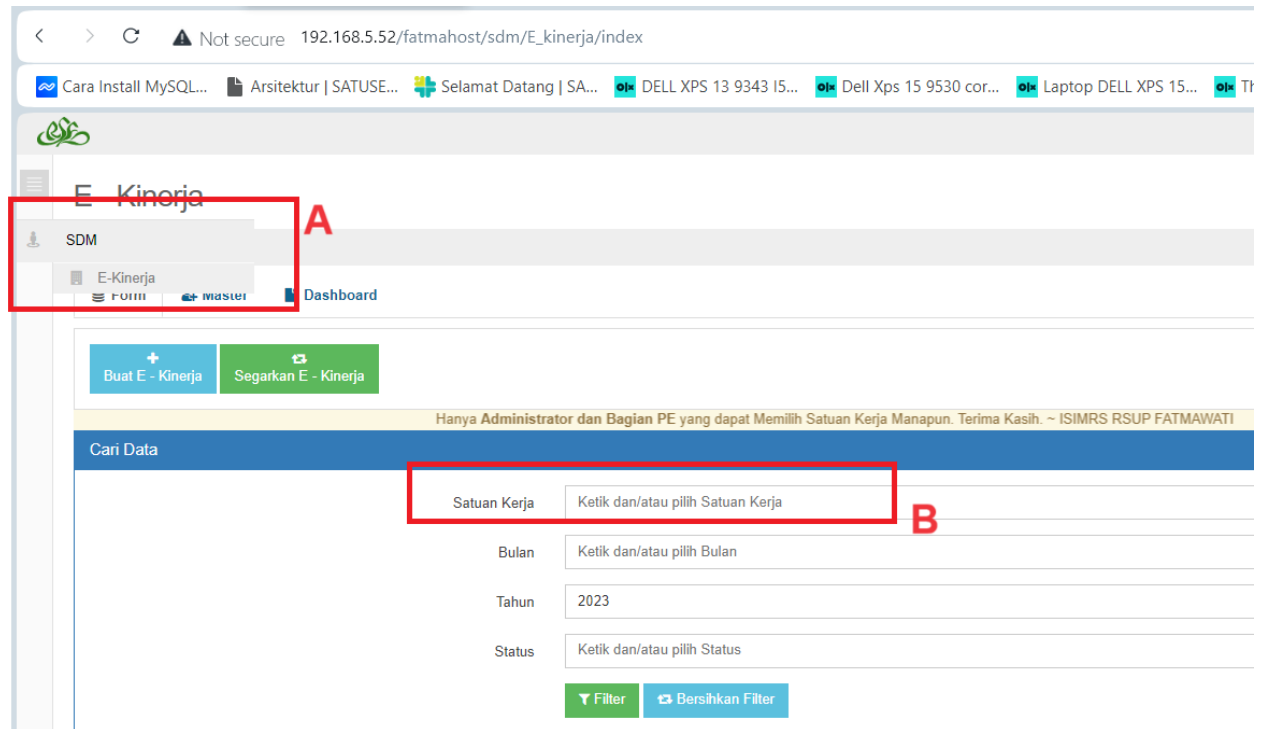 Not secure 192.168.5.52/fatmahost/sdm/E_kinerja/index
Cara Install MySQL... Arsitektur | SATUSE... Selamat Datang | SA... DELL XPS 13 9343 I5... Dell Xps 15 9530 cor... Laptop DELL XPS 15... Th
E - Kinerja
A
SDM
E-Kinerja
Form Master Dashboard
Buat E - Kinerja Segarkan E - Kinerja
Hanya Administrator dan Bagian PE yang dapat Memilih Satuan Kerja Manapun. Terima Kasih. ~ ISIMRS RSUP FATMAWATI
Cari Data
Satuan Kerja Ketik dan/atau pilih Satuan Kerja
B
Bulan Ketik dan/atau pilih Bulan
Tahun 2023
Status Ketik dan/atau pilih Status
Filter Bersihkan Filter